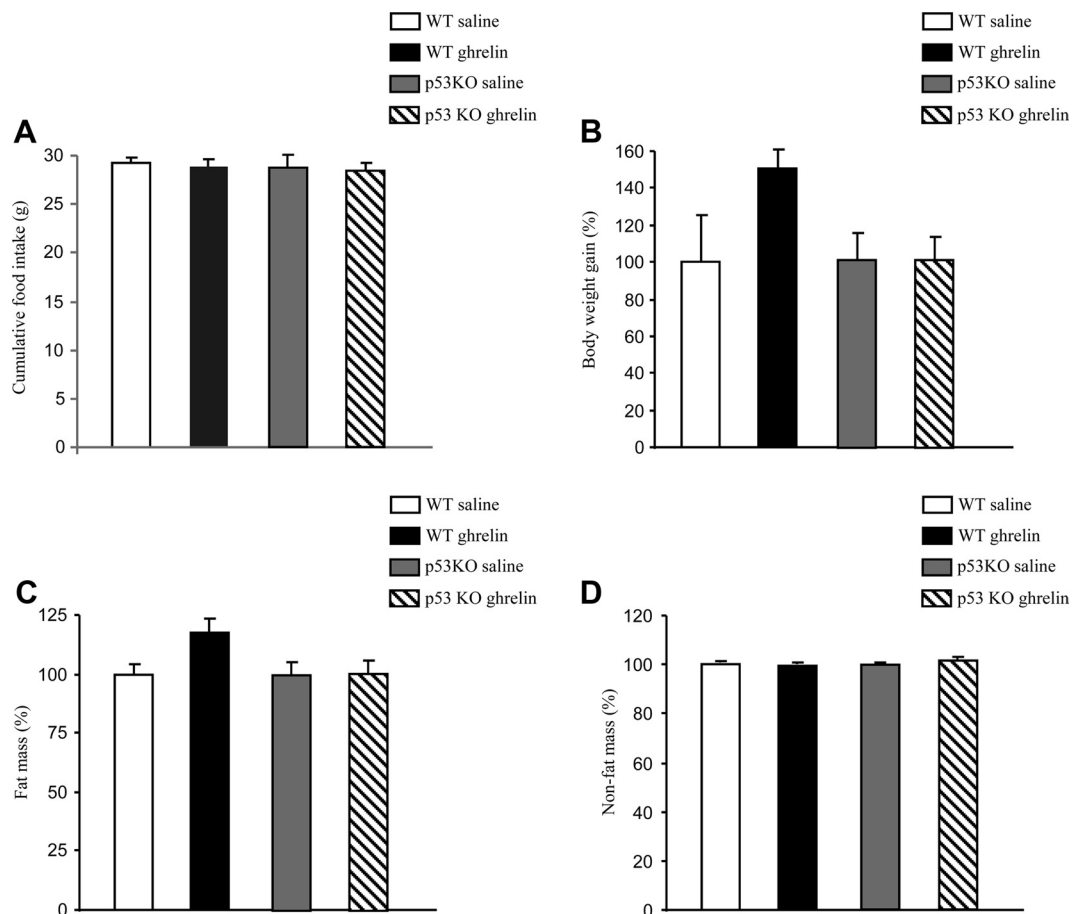 WT saline
WT ghrelin
p53KO saline
p53 KO ghrelin
A
Cumulative food intake (g)
30
25
20
15
10
5
0
WT saline
WT ghrelin
p53KO saline
p53 KO ghrelin
B
Body weight gain (%)
160
140
120
100
80
60
40
20
0
WT saline
WT ghrelin
p53KO saline
p53 KO ghrelin
C
Fat mass (%)
125
100
75
50
25
0
WT saline
WT ghrelin
p53KO saline
p53 KO ghrelin
D
Non-fat mass (%)
120
100
80
60
40
20
0